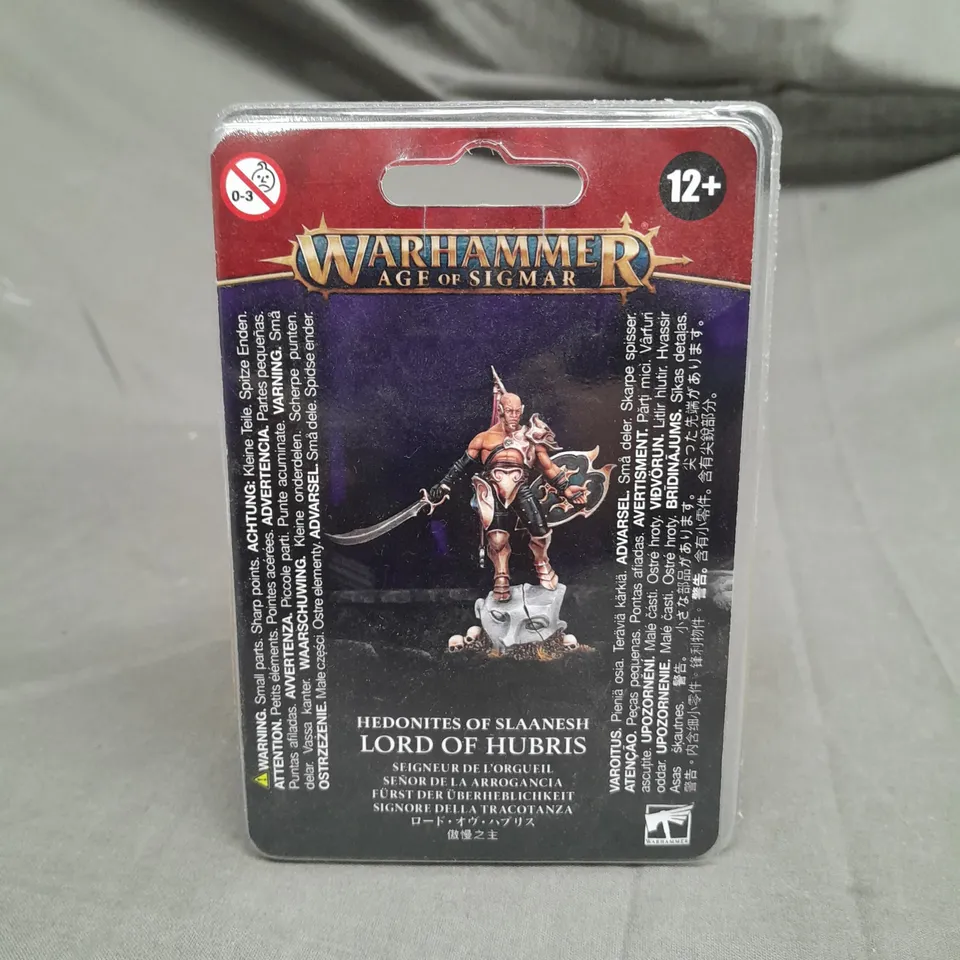 0-3
12+
WARHAMMER
AGE OF SIGMAR
WARNING. Small parts. Sharp points. ACHTUNG: Kleine Teile. Spitze Enden.
ATTENTION. Petits éléments. Pointes acérées. ADVERTENCIA. Partes pequeñas.
Puntas afiladas. AVVERTENZA. Piccole parti. Punte acuminate. VARNING. Små
delar. Vassa kanter. WAARSCHUWING. Kleine onderdelen. Scherpe punten.
OSTRZEŻENIE. Małe części. Ostre elementy. ADVARSEL. Små dele. Spidse ender.
VAROITUS. Pieniä osia. Teräviä kärkiä. ADVARSEL. Små deler. Skarpe spisser.
ATENÇÃO. Peças pequenas. Pontas afiadas. AVERTISMENT. Părți mici. Vârfuri
ascuțite. UPOZORNĚNÍ. Malé části. Ostré hroty. VIÐVÖRUN. Litlir hlutir. Hvassir
oddar. UPOZORNENIE. Malé časti. Ostré hroty. BRĪDINĀJUMS. Sīkas detaļas.
Asas šķautnes. 警告。 小さな部品があります。 尖った先端があります。
警告。内含细小零件。锋利物件。 警告。含有小零件。含有尖銳部分。
HEDONITES OF SLAANESH
LORD OF HUBRIS
SEIGNEUR DE L'ORGUEIL
SEÑOR DE LA ARROGANCIA
FÜRST DER ÜBERHEBLICHKEIT
SIGNORE DELLA TRACOTANZA
ロード・オヴ・ハブリス
傲慢之主
WARHAMMER